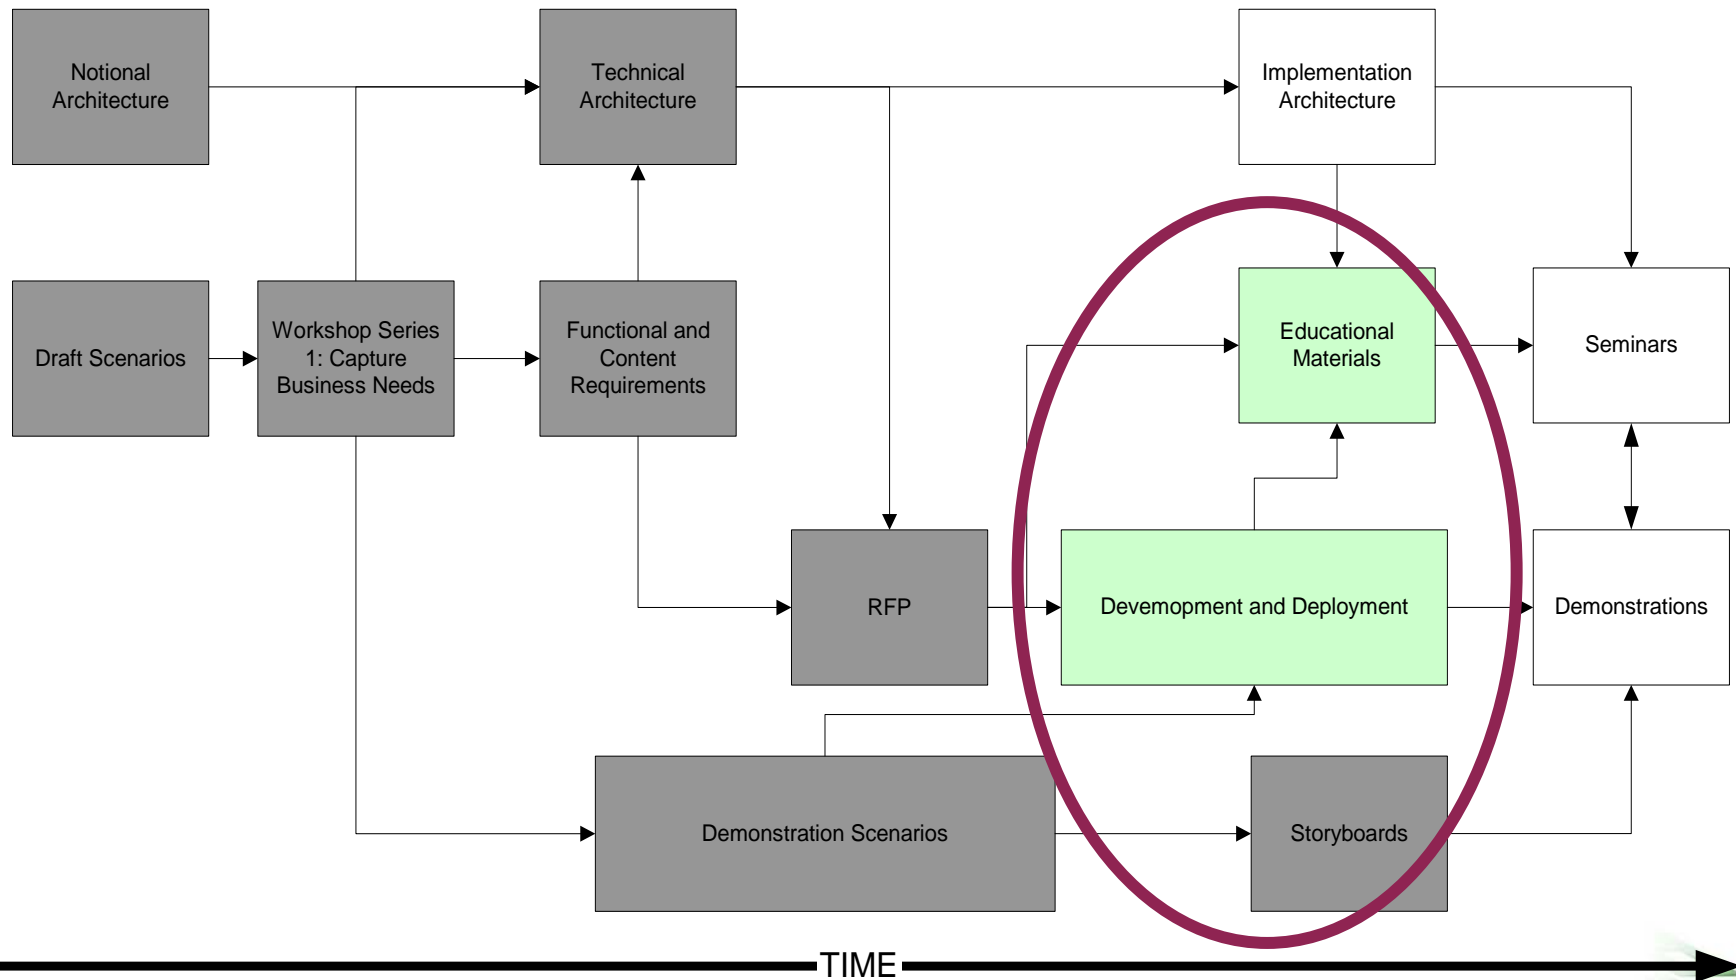 Notional
Architecture
Technical
Architecture
Implementation
Architecture
Draft Scenarios
Workshop Series
1: Capture
Business Needs
Functional and
Content
Requirements
Educational
Materials
Seminars
RFP
Devemopment and Deployment
Demonstrations
Demonstration Scenarios
Storyboards
TIME